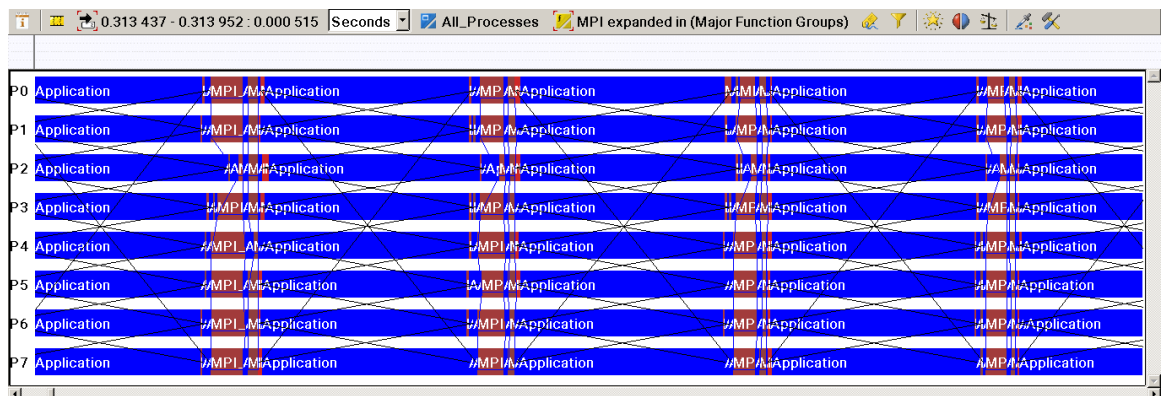 0.313 437 - 0.313 952 : 0.000 515 Seconds All_Processes MPI expanded in (Major Function Groups)
P0 Application Application Application Application Application
P1 Application Application Application Application Application
P2 Application Application Application Application Application
P3 Application Application Application Application Application
P4 Application Application Application Application Application
P5 Application Application Application Application Application
P6 Application Application Application Application Application
P7 Application Application Application Application Application